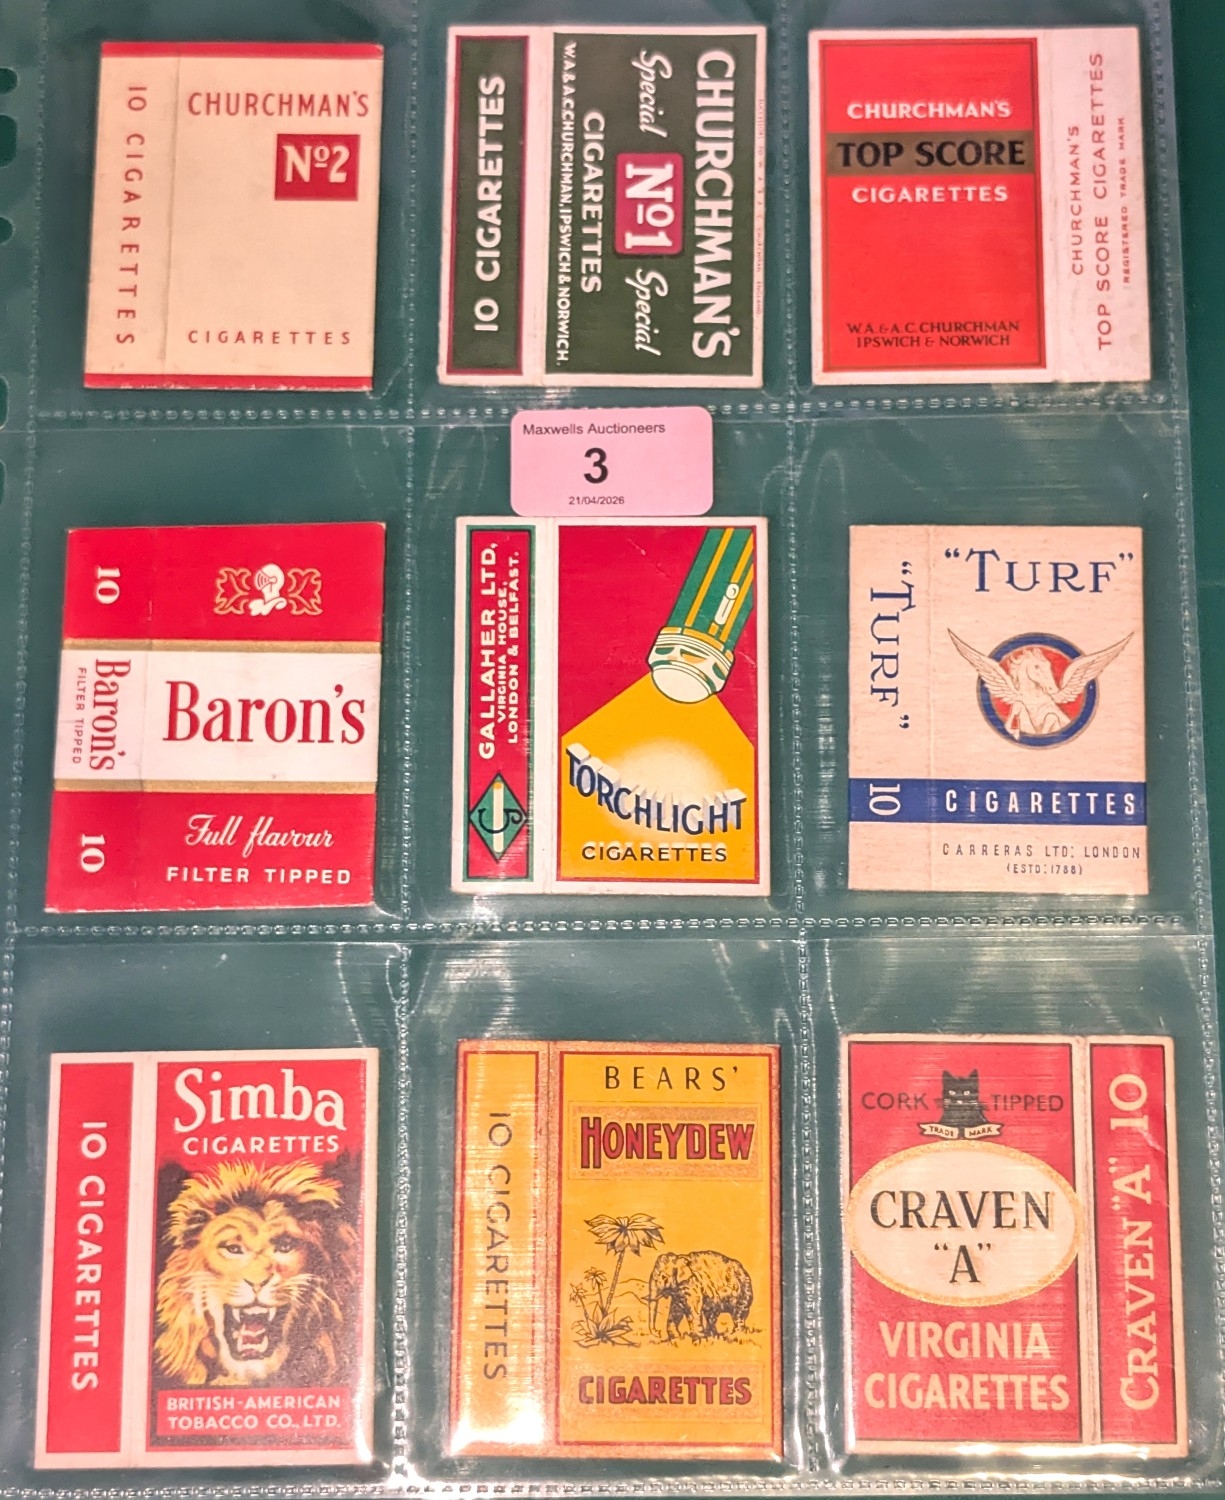 10 CIGARETTES
CHURCHMAN'S
Nº2
CIGARETTES
10 CIGARETTES
W.A.& A.C.CHURCHMAN, IPSWICH & NORWICH.
CIGARETTES
Special Nº1 Special
CHURCHMAN'S
CHURCHMAN'S
TOP SCORE
CIGARETTES
W.A. & A.C. CHURCHMAN
IPSWICH & NORWICH
CHURCHMAN'S
TOP SCORE CIGARETTES
REGISTERED TRADE MARK
Maxwells Auctioneers
3
21/04/2026
10
Baron's
FILTER TIPPED
10
Baron's
Full flavour
FILTER TIPPED
GALLAHER LTD,
VIRGINIA HOUSE,
LONDON & BELFAST.
TORCHLIGHT
CIGARETTES
"TURF"
10
"TURF"
CIGARETTES
CARRERAS LTD: LONDON
(ESTD: 1788)
10 CIGARETTES
Simba
CIGARETTES
BRITISH-AMERICAN
TOBACCO CO., LTD.
10 CIGARETTES
BEARS'
HONEYDEW
CIGARETTES
CORK TIPPED
TRADE MARK
CRAVEN
"A"
VIRGINIA
CIGARETTES
CRAVEN "A" 10